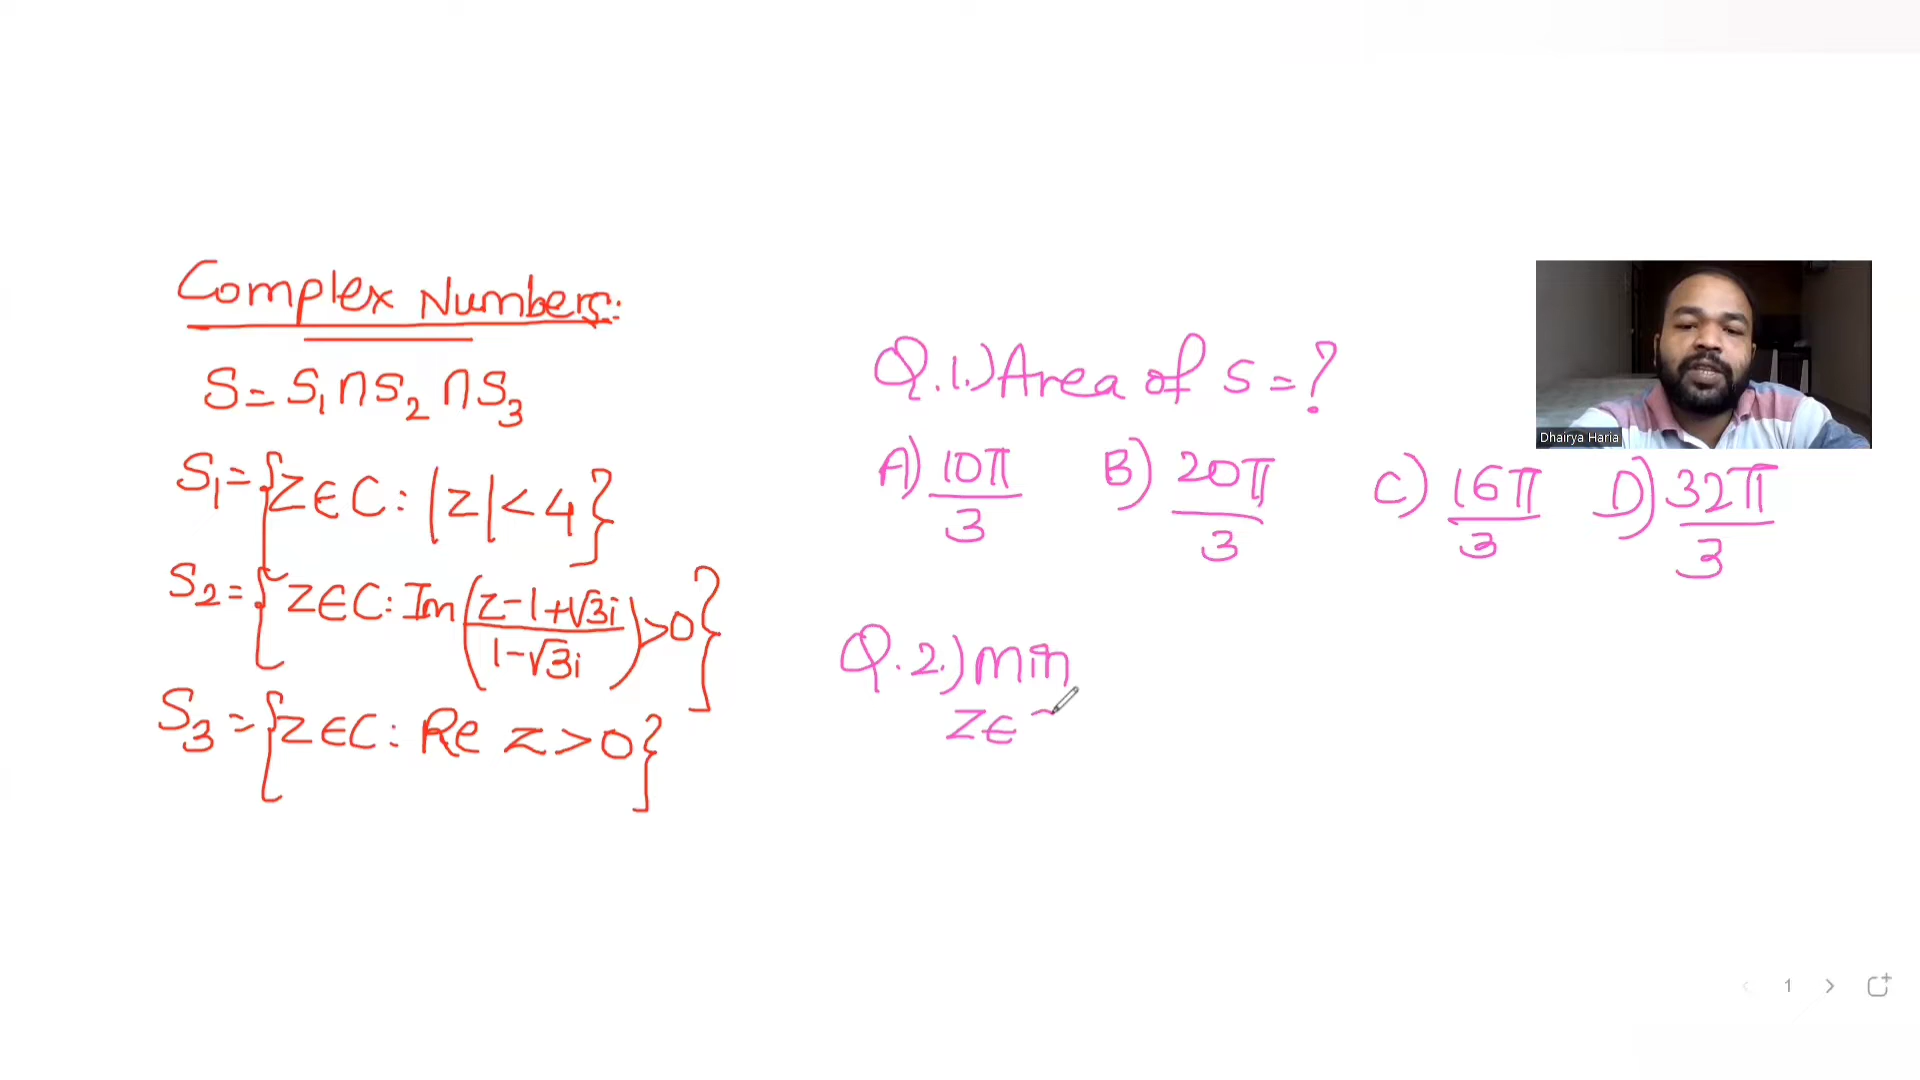 Complex Numbers:
S = S₁ ∩ S₂ ∩ S₃
S₁ = {Z ∈ C : |Z| < 4}
S₂ = {Z ∈ C : Im((Z-1+√3i)/(1-√3i)) > 0}
S₃ = {Z ∈ C : Re Z > 0}
Q.1.) Area of S = ?
A) 10π/3 B) 20π/3 C) 16π/3 D) 32π/3
Q.2.) min
Z∈
Dhairya Haria
1